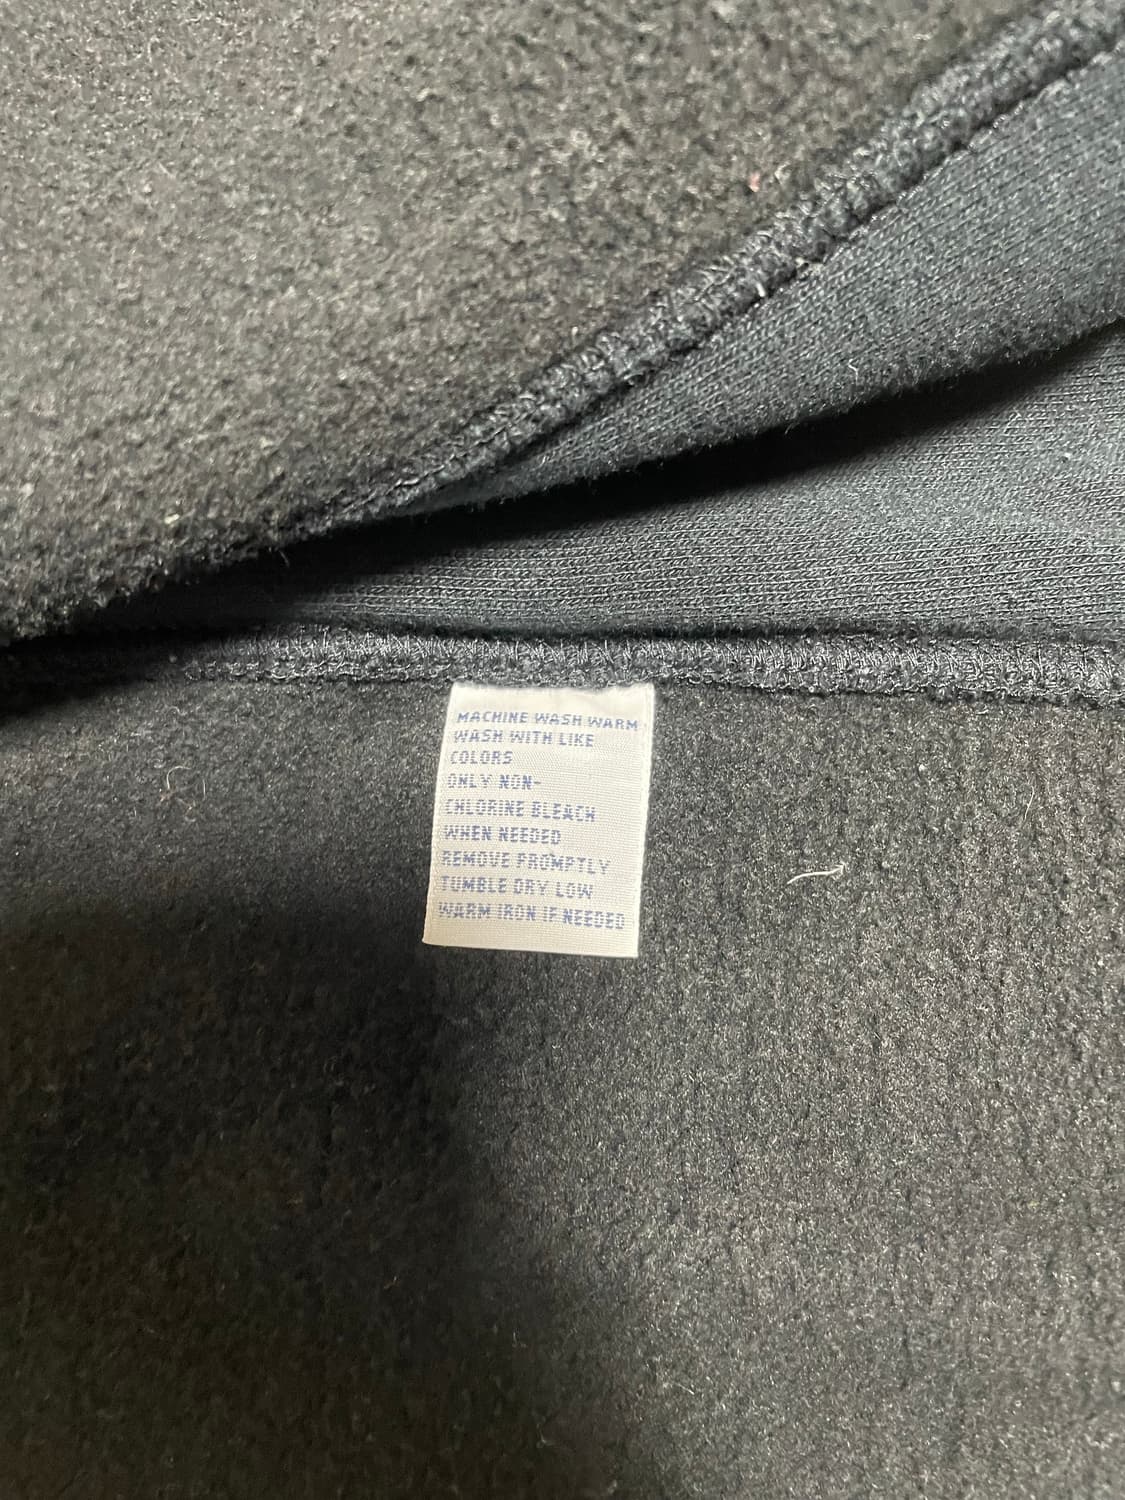 MACHINE WASH WARM
WASH WITH LIKE
COLORS
ONLY NON-
CHLORINE BLEACH
WHEN NEEDED
REMOVE PROMPTLY
TUMBLE DRY LOW
WARM IRON IF NEEDED